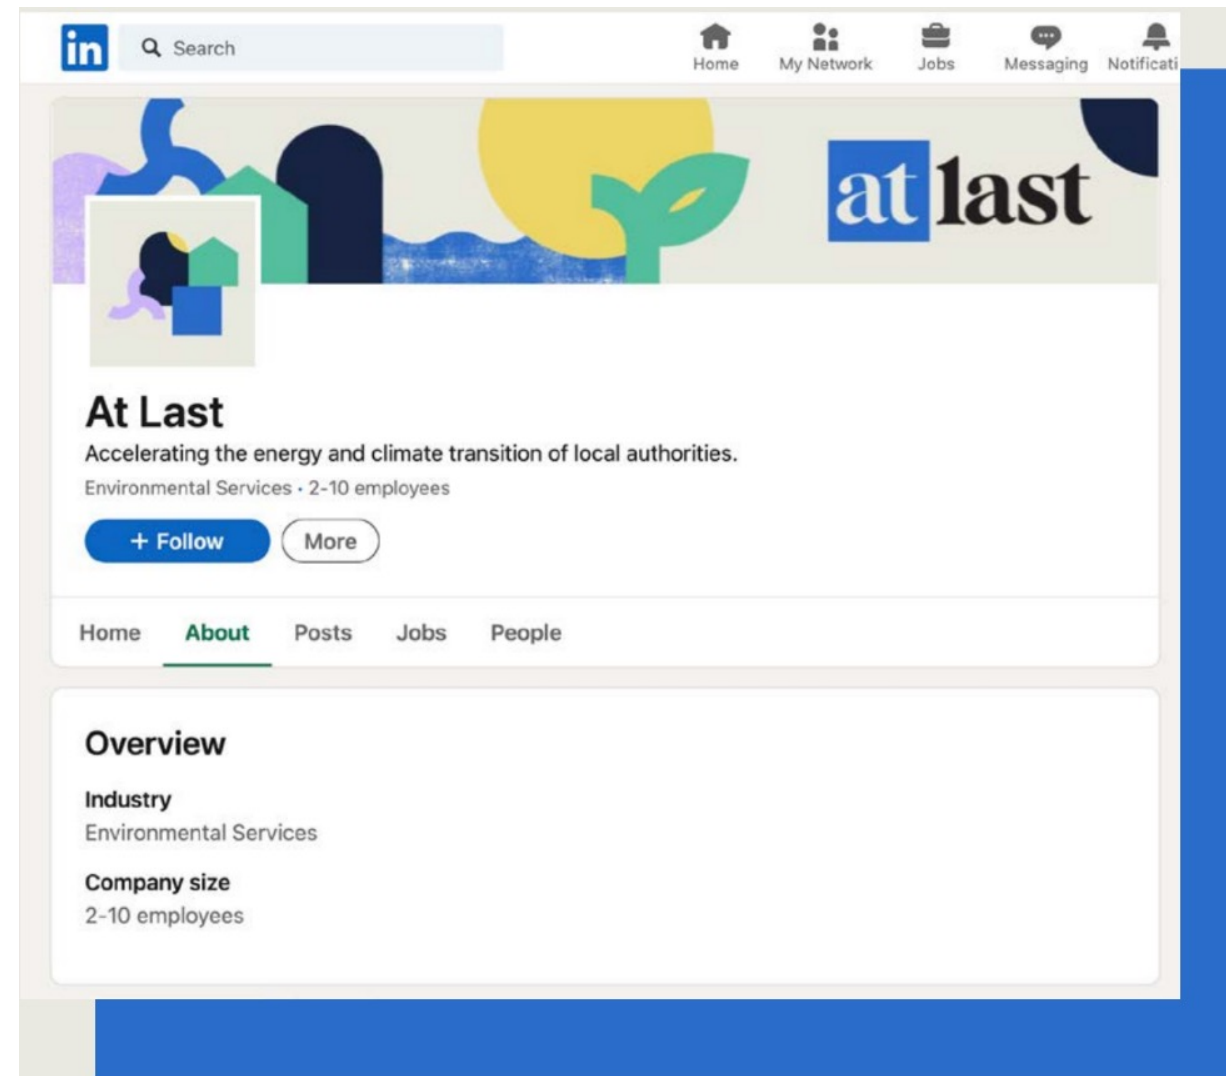 in
Search
Home My Network Jobs Messaging Notificati
at last
At Last
Accelerating the energy and climate transition of local authorities.
Environmental Services • 2-10 employees
+ Follow More
Home About Posts Jobs People
Overview
Industry
Environmental Services
Company size
2-10 employees